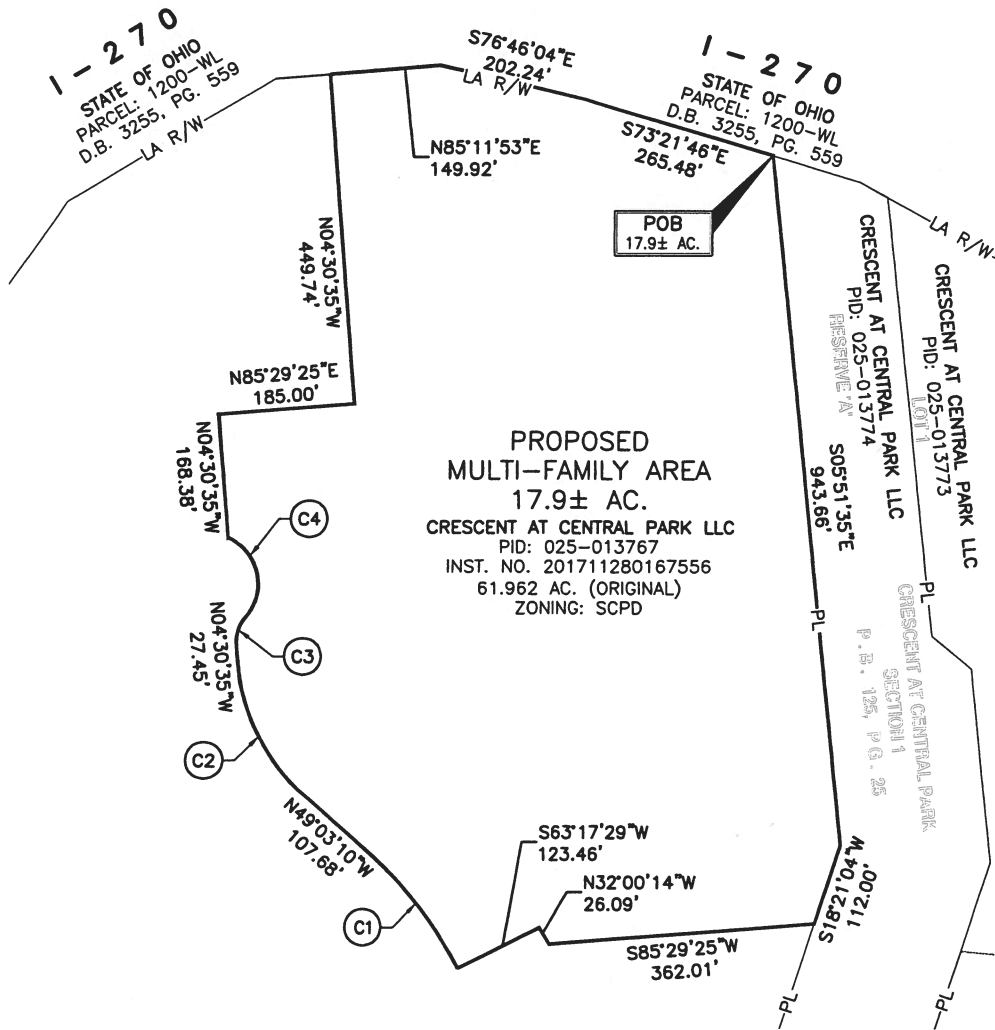 I-270
STATE OF OHIO
PARCEL: 1200-WL
D.B. 3255, PG. 559
LA R/W
S76°46'04"E
202.24'
LA R/W
I-270
STATE OF OHIO
PARCEL: 1200-WL
D.B. 3255, PG. 559
N85°11'53"E
149.92'
S73°21'46"E
265.48'
POB
17.9± AC.
LA R/W
N04°30'35"W
449.74'
CRESCENT AT CENTRAL PARK LLC
PID: 025-013774
RESERVE "A"
CRESCENT AT CENTRAL PARK LLC
PID: 025-013773
LOT 1
N85°29'25"E
185.00'
N04°30'35"W
168.38'
PROPOSED
MULTI-FAMILY AREA
17.9± AC.
CRESCENT AT CENTRAL PARK LLC
PID: 025-013767
INST. NO. 201711280167556
61.962 AC. (ORIGINAL)
ZONING: SCPD
S05°51'35"E
943.66'
C4
PL
PL
CRESCENT AT CENTRAL PARK
SECTION 1
P.B. 125, PG. 25
N04°30'35"W
27.45'
C3
C2
N49°03'10"W
107.68'
S63°17'29"W
123.46'
N32°00'14"W
26.09'
S18°21'04"W
112.00'
C1
S85°29'25"W
362.01'
PL
PL